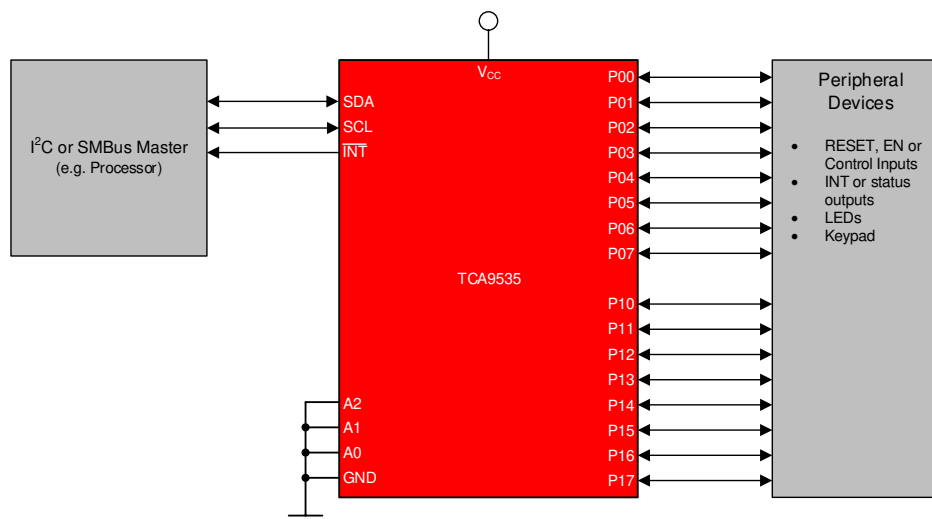 I²C or SMBus Master
(e.g. Processor)
V_CC
SDA
SCL
INT
TCA9535
A2
A1
A0
GND
P00
P01
P02
P03
P04
P05
P06
P07
P10
P11
P12
P13
P14
P15
P16
P17
Peripheral
Devices
• RESET, EN or
Control Inputs
• INT or status
outputs
• LEDs
• Keypad